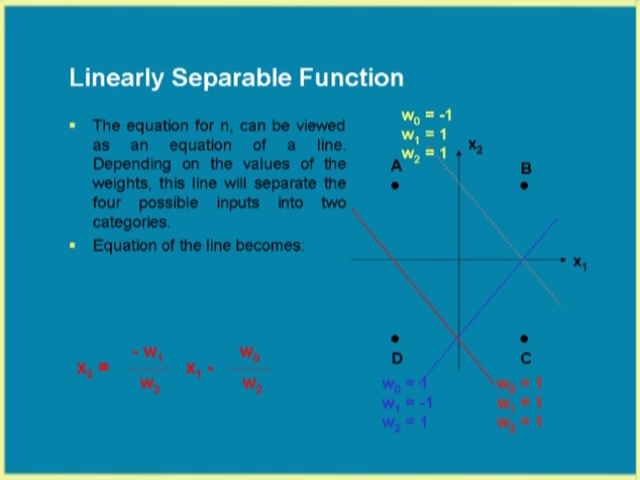 Linearly Separable Function
The equation for n, can be viewed
as an equation of a line.
Depending on the values of the
weights, this line will separate the
four possible inputs into two
categories.
Equation of the line becomes:
x₂ = - w₁ / w₂ x₁ - w₀ / w₂
w₀ = -1
w₁ = 1
w₂ = 1
x₂
A
B
x₁
D
C
w₀ = 1
w₁ = -1
w₂ = 1
w₀ = 1
w₁ = 1
w₂ = 1